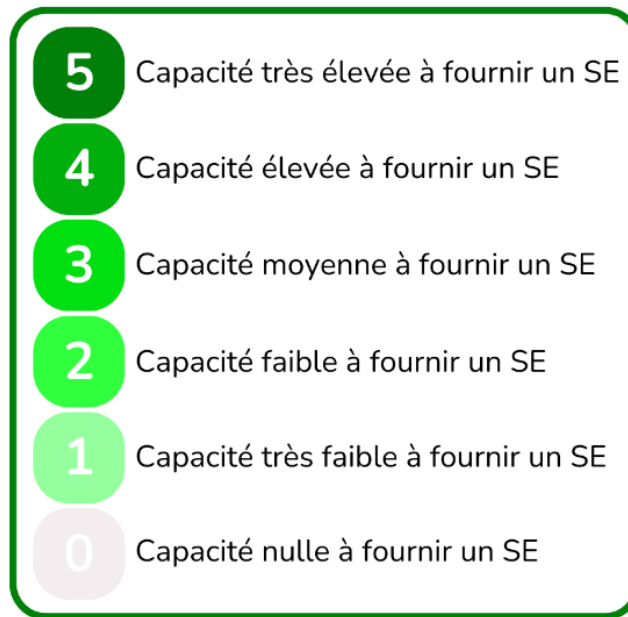 5 Capacité très élevée à fournir un SE
4 Capacité élevée à fournir un SE
3 Capacité moyenne à fournir un SE
2 Capacité faible à fournir un SE
1 Capacité très faible à fournir un SE
0 Capacité nulle à fournir un SE